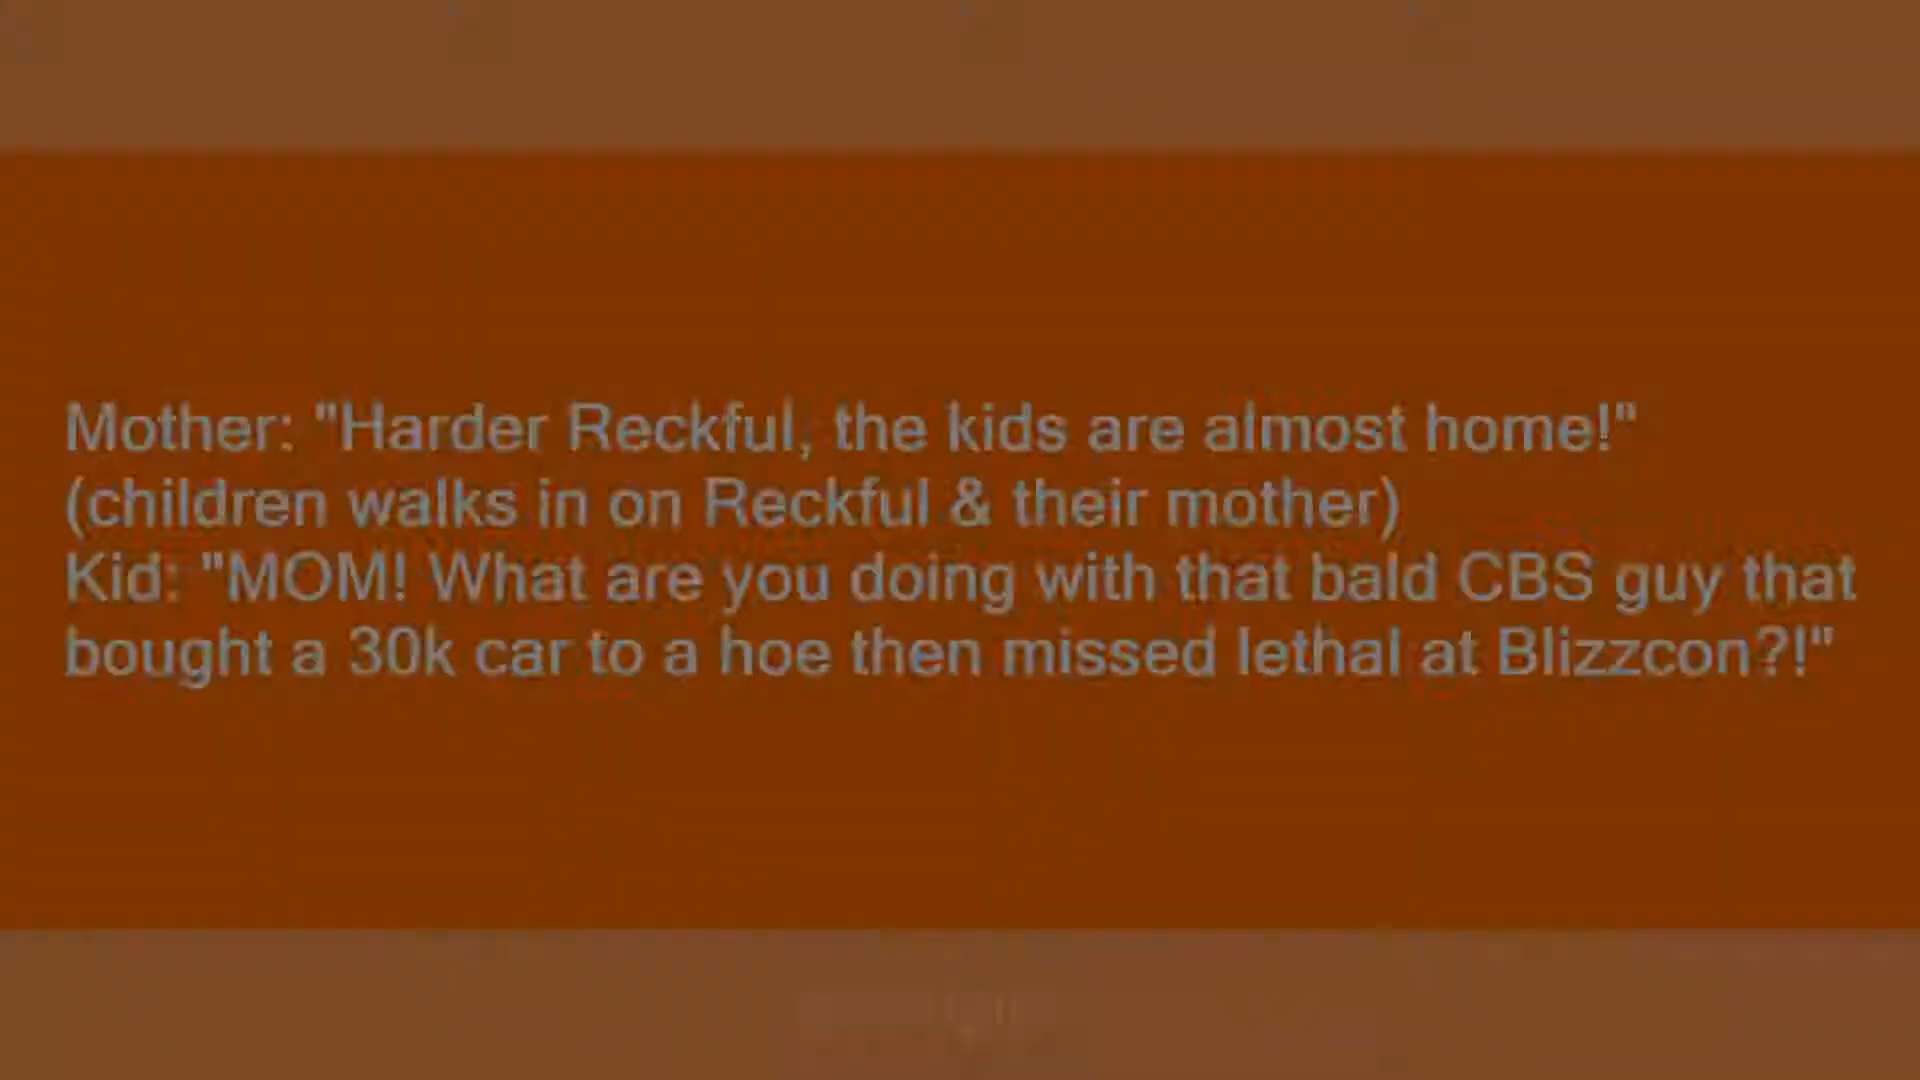 Mother: "Harder Reckful, the kids are almost home!"
(children walks in on Reckful & their mother)
Kid: "MOM! What are you doing with that bald CBS guy that
bought a 30k car to a hoe then missed lethal at Blizzcon?!"